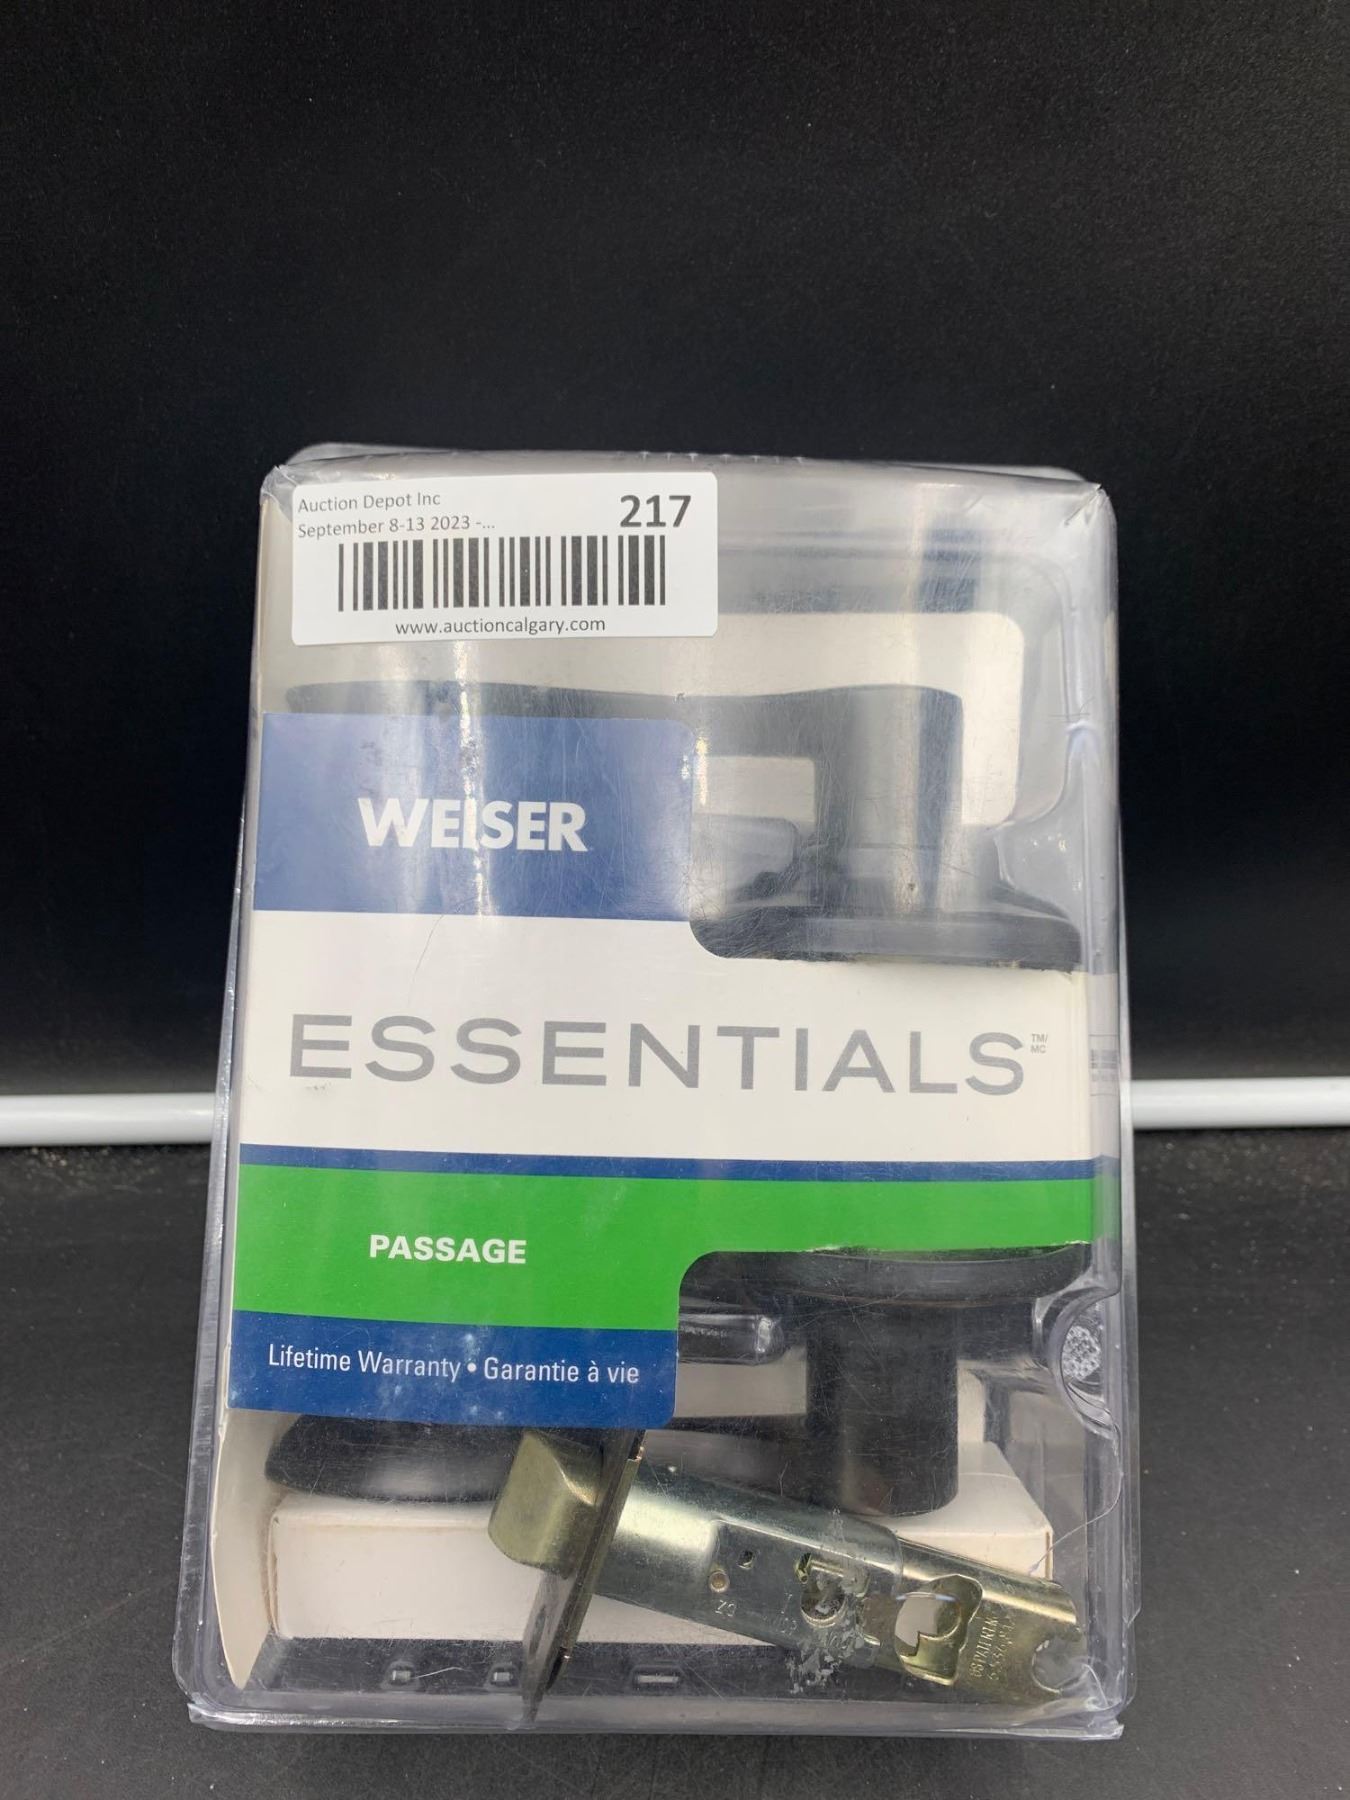 Auction Depot Inc
217
September 8-13 2023 -...
www.auctioncalgary.com
WEISER
ESSENTIALS TM/MC
PASSAGE
Lifetime Warranty • Garantie à vie